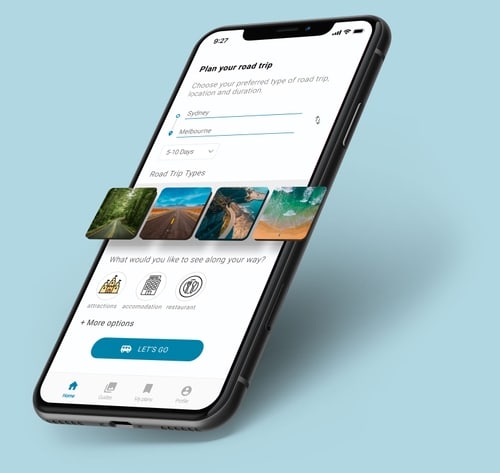 9:27
Plan your road trip
Choose your preferred type of road trip,
location and duration.
Sydney
Melbourne
5-10 Days
Road Trip Types
What would you like to see along your way?
attractions accomodation restaurant
+ More options
LET'S GO
Home Guides My plans Profile